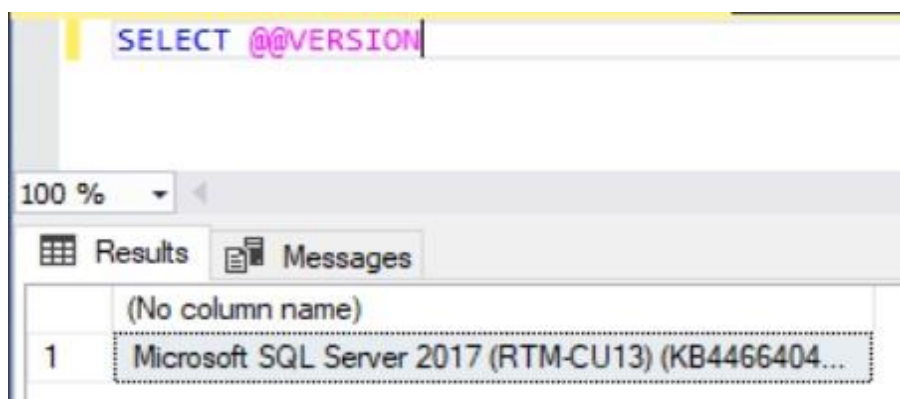 SELECT @@VERSION
100 %
Results Messages
(No column name)
1 Microsoft SQL Server 2017 (RTM-CU13) (KB4466404...